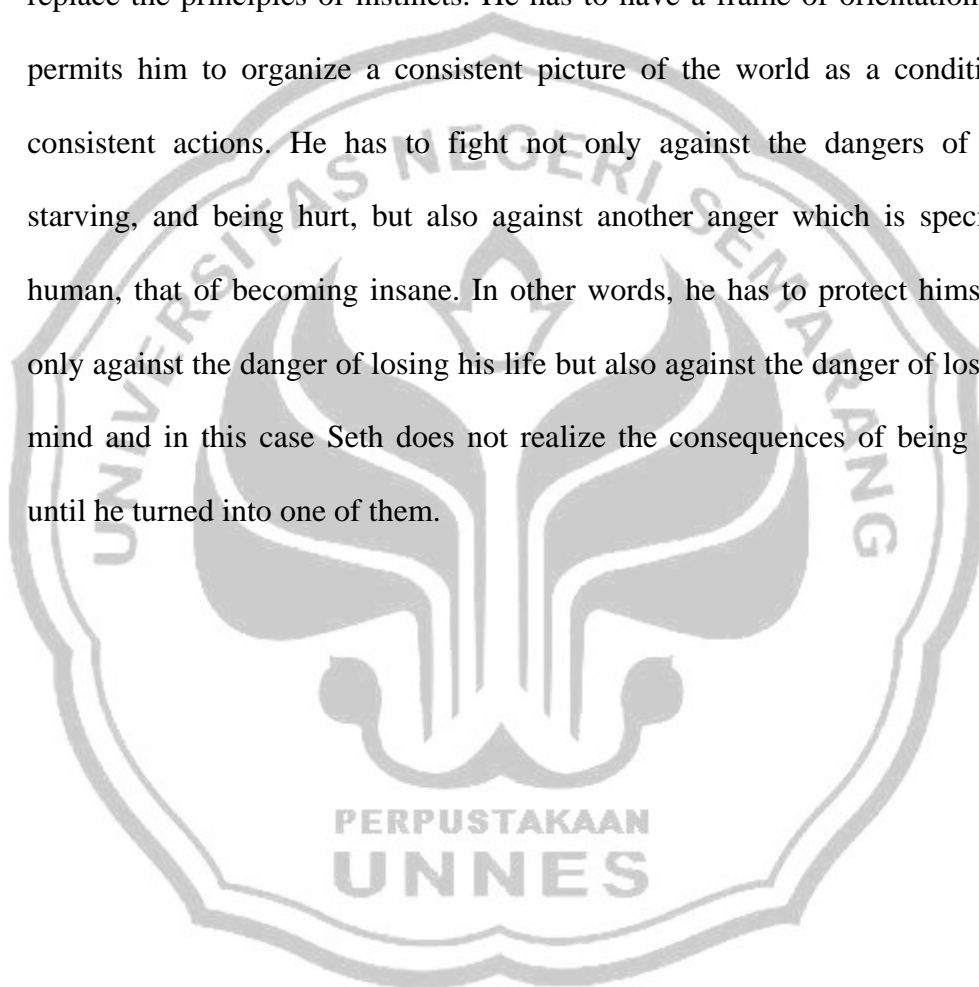 replace the principles of instincts. He has to have a frame of orientation
permits him to organize a consistent picture of the world as a conditi
consistent actions. He has to fight not only against the dangers of
starving, and being hurt, but also against another anger which is speci
human, that of becoming insane. In other words, he has to protect hims
only against the danger of losing his life but also against the danger of los
mind and in this case Seth does not realize the consequences of being
until he turned into one of them.
UNIVERSITAS NEGERI SEMARANG
PERPUSTAKAAN
UNNES